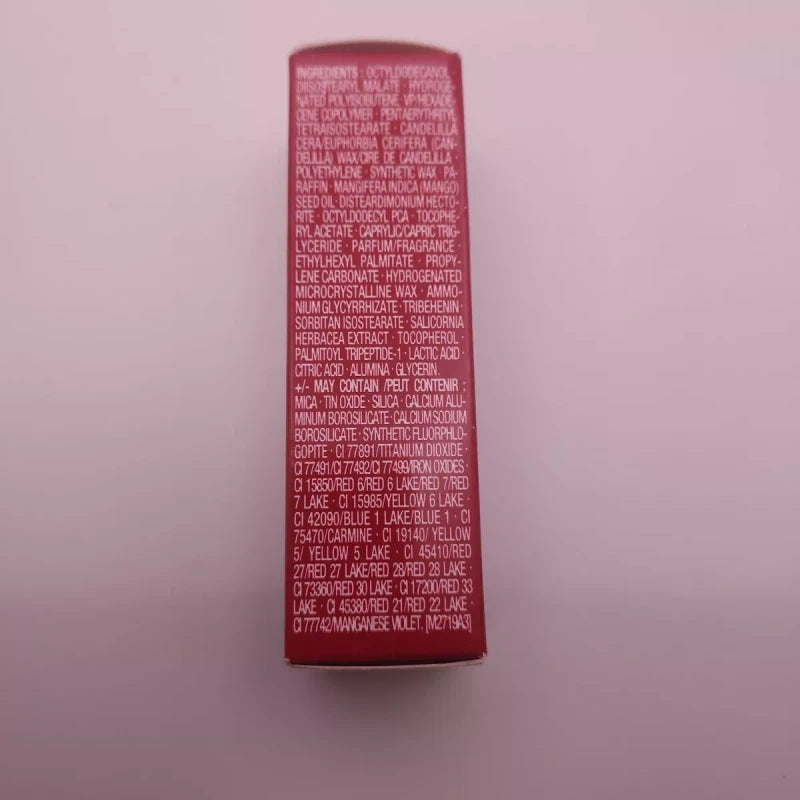 INGREDIENTS : OCTYLDODECANOL ·
DIISOSTEARYL MALATE · HYDROGE-
NATED POLYISOBUTENE · VP/HEXADE-
CENE COPOLYMER · PENTAERYTHRITYL
TETRAISOSTEARATE · CANDELILLA
CERA/EUPHORBIA CERIFERA (CAN-
DELILLA) WAX/CIRE DE CANDELILLA ·
POLYETHYLENE · SYNTHETIC WAX · PA-
RAFFIN · MANGIFERA INDICA (MANGO)
SEED OIL · DISTEARDIMONIUM HECTO-
RITE · OCTYLDODECYL PCA · TOCOPHE-
RYL ACETATE · CAPRYLIC/CAPRIC TRIG-
LYCERIDE · PARFUM/FRAGRANCE ·
ETHYLHEXYL PALMITATE · PROPY-
LENE CARBONATE · HYDROGENATED
MICROCRYSTALLINE WAX · AMMO-
NIUM GLYCYRRHIZATE · TRIBEHENIN ·
SORBITAN ISOSTEARATE · SALICORNIA
HERBACEA EXTRACT · TOCOPHEROL ·
PALMITOYL TRIPEPTIDE-1 · LACTIC ACID ·
CITRIC ACID · ALUMINA · GLYCERIN.
+/- MAY CONTAIN /PEUT CONTENIR :
MICA · TIN OXIDE · SILICA · CALCIUM ALU-
MINUM BOROSILICATE · CALCIUM SODIUM
BOROSILICATE · SYNTHETIC FLUORPHLO-
GOPITE · CI 77891/TITANIUM DIOXIDE ·
CI 77491/CI 77492/CI 77499/IRON OXIDES ·
CI 15850/RED 6/RED 6 LAKE/RED 7/RED
7 LAKE · CI 15985/YELLOW 6 LAKE ·
CI 42090/BLUE 1 LAKE/BLUE 1 · CI
75470/CARMINE · CI 19140/ YELLOW
5/ YELLOW 5 LAKE · CI 45410/RED
27/RED 27 LAKE/RED 28/RED 28 LAKE ·
CI 73360/RED 30 LAKE · CI 17200/RED 33
LAKE · CI 45380/RED 21/RED 22 LAKE ·
CI 77742/MANGANESE VIOLET. [M2719A3]